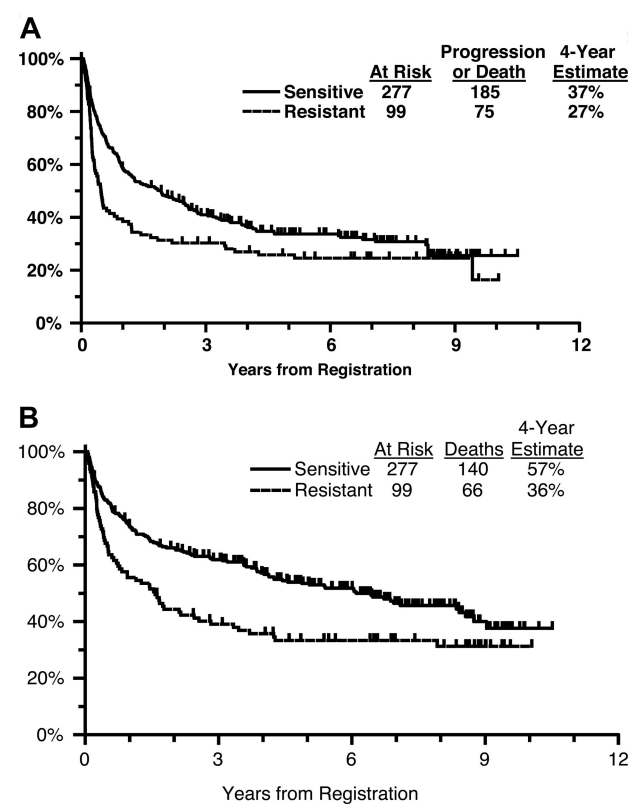 A
Progression 4-Year
At Risk or Death Estimate
Sensitive 277 185 37%
Resistant 99 75 27%
100%
80%
60%
40%
20%
0%
0 3 6 9 12
Years from Registration
B
4-Year
At Risk Deaths Estimate
Sensitive 277 140 57%
Resistant 99 66 36%
100%
80%
60%
40%
20%
0%
0 3 6 9 12
Years from Registration